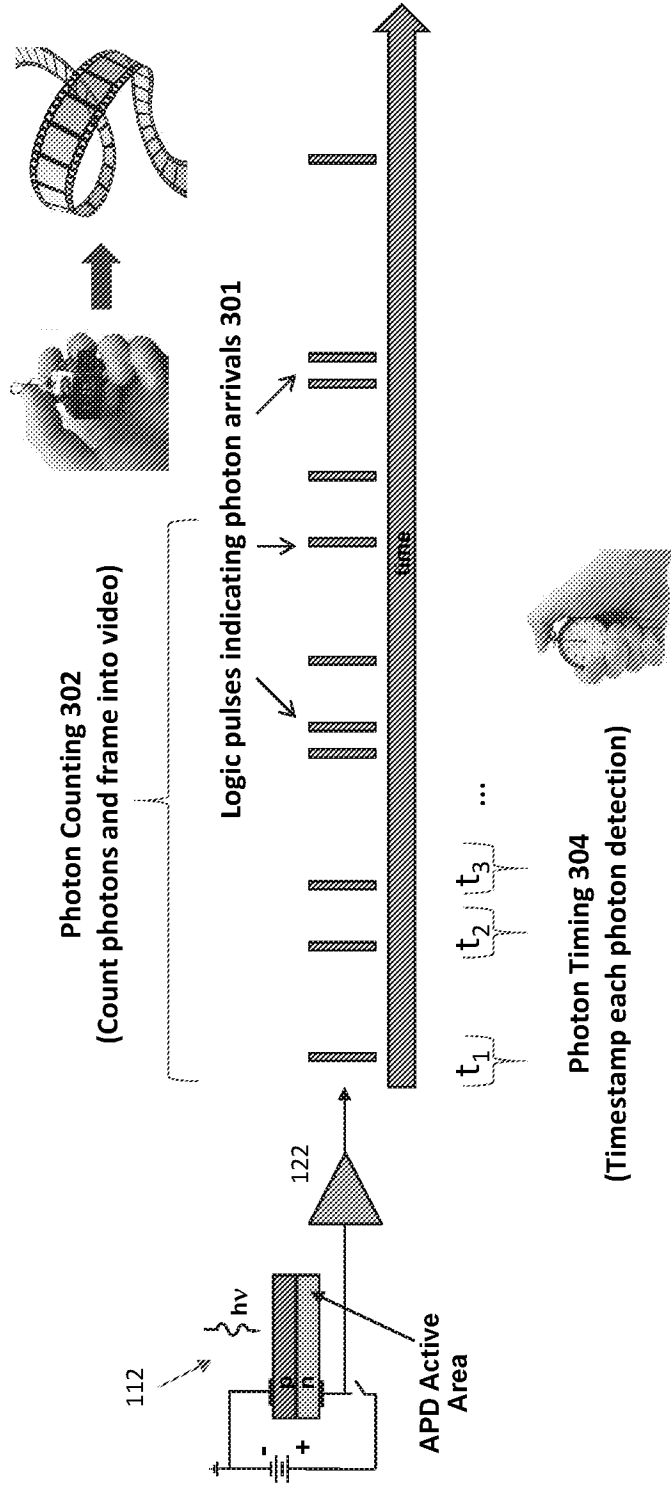 Photon Counting 302
(Count photons and frame into video)
Logic pulses indicating photon arrivals 301
112
hν
122
-
+
p
n
APD Active
Area
time
t₁
t₂
t₃
...
Photon Timing 304
(Timestamp each photon detection)